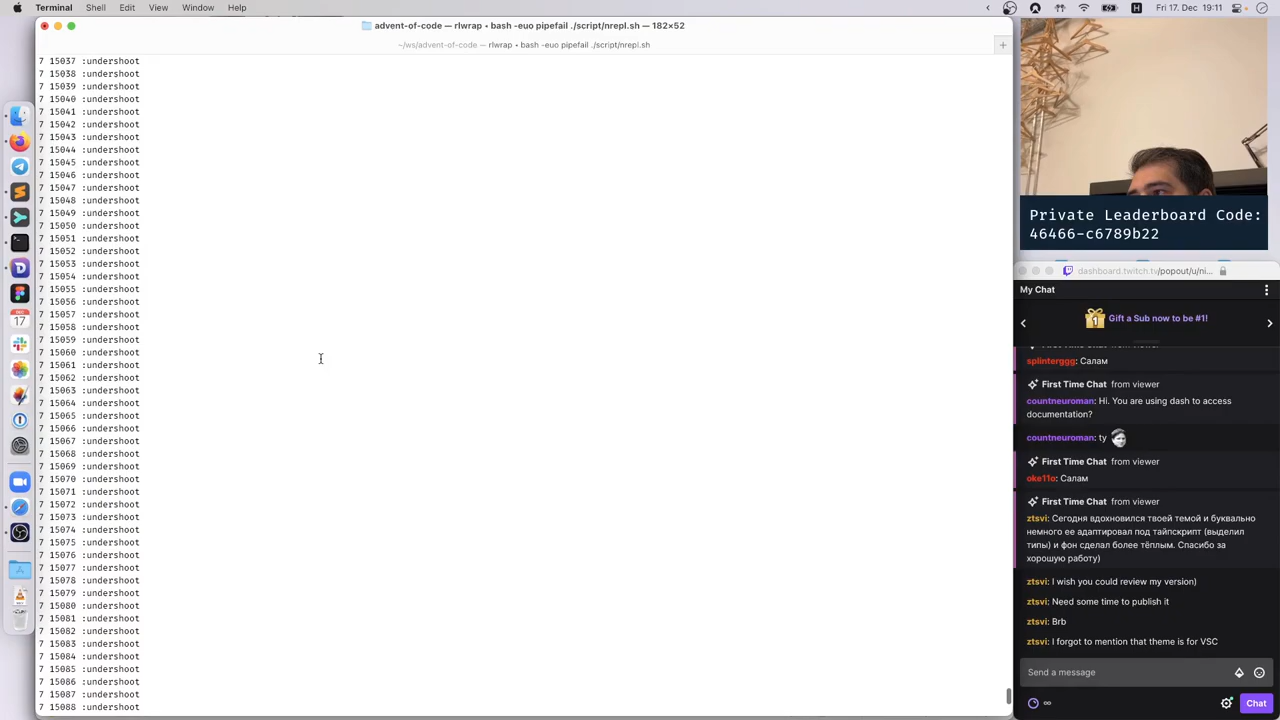 Terminal Shell Edit View Window Help
Fri 17. Dec 19:11
advent-of-code — rlwrap • bash -euo pipefail ./script/nrepl.sh — 182×52
~/ws/advent-of-code — rlwrap • bash -euo pipefail ./script/nrepl.sh
7 15037 :undershoot
7 15038 :undershoot
7 15039 :undershoot
7 15040 :undershoot
7 15041 :undershoot
7 15042 :undershoot
7 15043 :undershoot
7 15044 :undershoot
7 15045 :undershoot
7 15046 :undershoot
7 15047 :undershoot
7 15048 :undershoot
7 15049 :undershoot
7 15050 :undershoot
7 15051 :undershoot
7 15052 :undershoot
7 15053 :undershoot
7 15054 :undershoot
7 15055 :undershoot
7 15056 :undershoot
7 15057 :undershoot
7 15058 :undershoot
7 15059 :undershoot
7 15060 :undershoot
7 15061 :undershoot
7 15062 :undershoot
7 15063 :undershoot
7 15064 :undershoot
7 15065 :undershoot
7 15066 :undershoot
7 15067 :undershoot
7 15068 :undershoot
7 15069 :undershoot
7 15070 :undershoot
7 15071 :undershoot
7 15072 :undershoot
7 15073 :undershoot
7 15074 :undershoot
7 15075 :undershoot
7 15076 :undershoot
7 15077 :undershoot
7 15078 :undershoot
7 15079 :undershoot
7 15080 :undershoot
7 15081 :undershoot
7 15082 :undershoot
7 15083 :undershoot
7 15084 :undershoot
7 15085 :undershoot
7 15086 :undershoot
7 15087 :undershoot
7 15088 :undershoot
DEC
17
Private Leaderboard Code:
46466-c6789b22
dashboard.twitch.tv/popout/u/ni...
My Chat
Gift a Sub now to be #1!
splinterggg: Салам
First Time Chat from viewer
countneuroman: Hi. You are using dash to access
documentation?
countneuroman: ty
First Time Chat from viewer
oke11o: Салам
First Time Chat from viewer
ztsvi: Сегодня вдохновился твоей темой и буквально
немного ее адаптировал под тайпскрипт (выделил
типы) и фон сделал более тёплым. Спасибо за
хорошую работу)
ztsvi: I wish you could review my version)
ztsvi: Need some time to publish it
ztsvi: Brb
ztsvi: I forgot to mention that theme is for VSC
Send a message
Chat